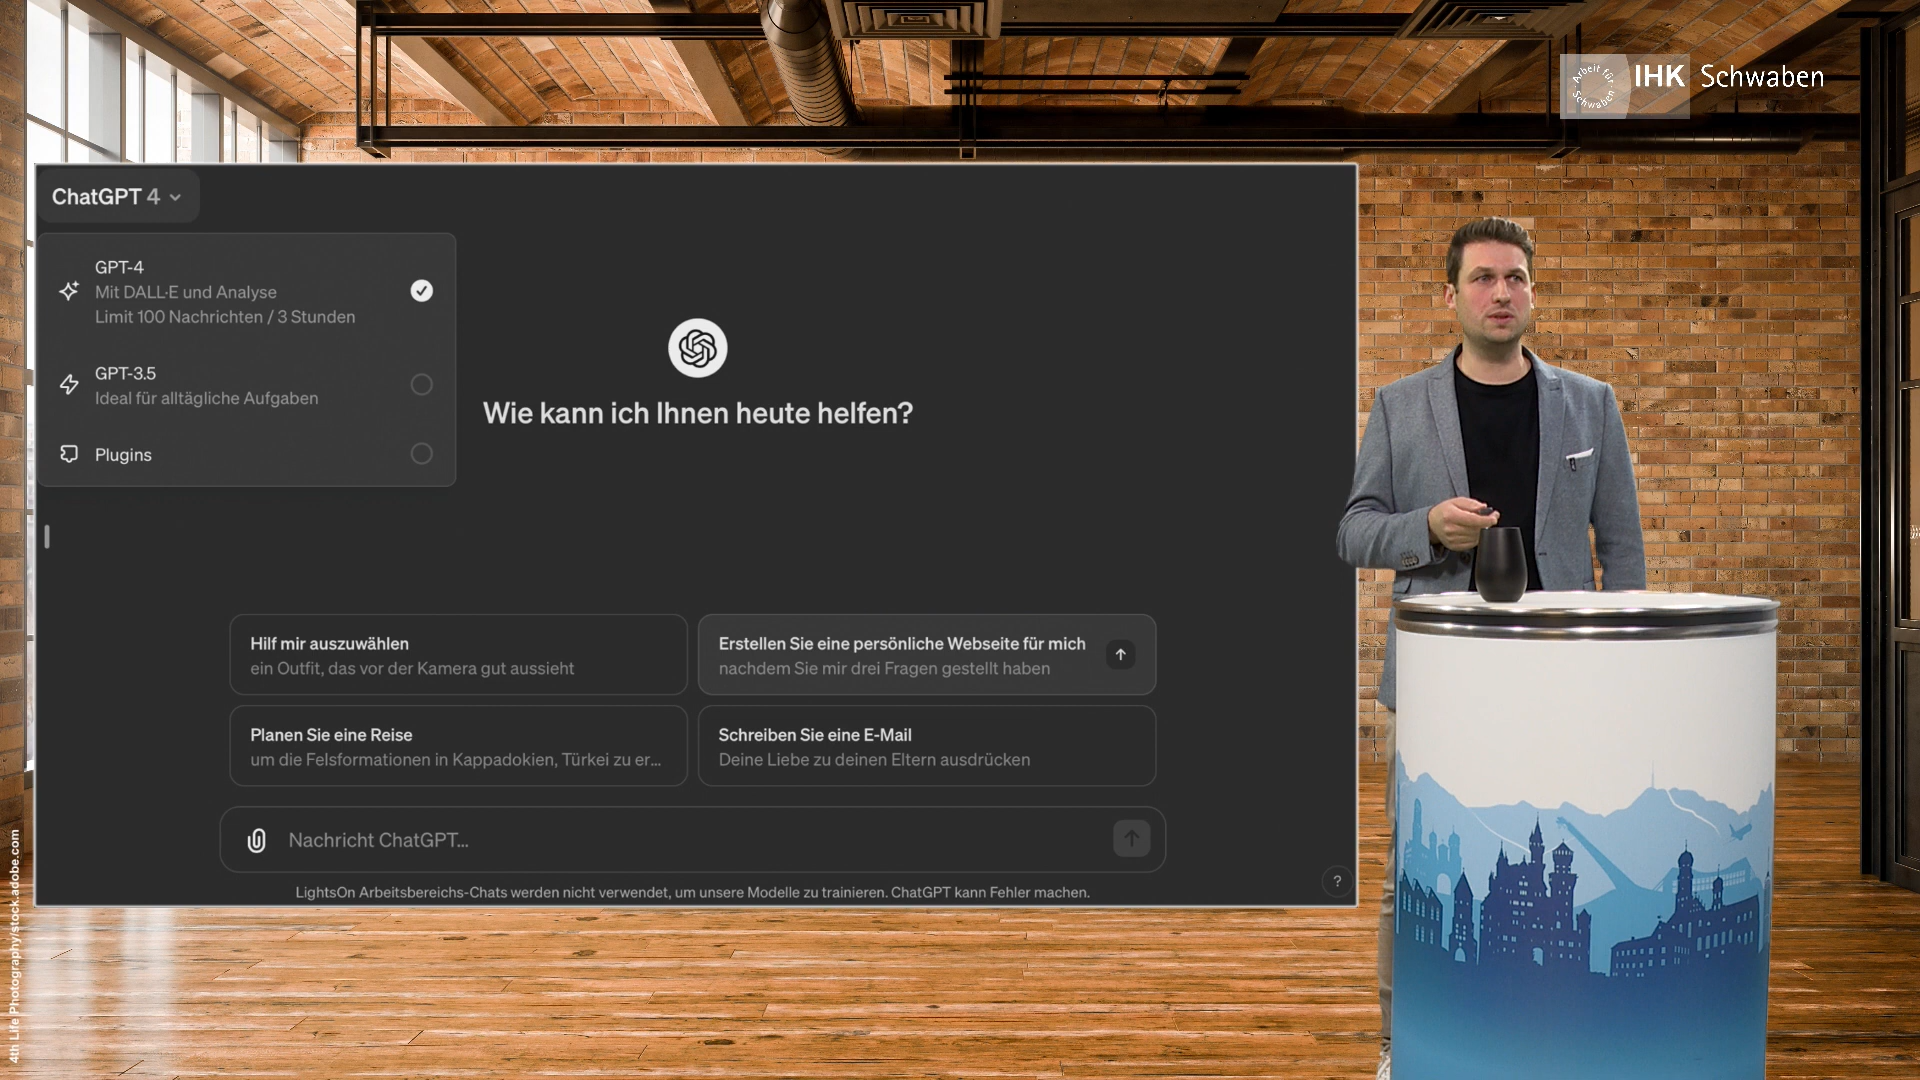 Arbeit für
Schwaben
IHK Schwaben
ChatGPT 4
GPT-4
Mit DALL·E und Analyse
Limit 100 Nachrichten / 3 Stunden
GPT-3.5
Ideal für alltägliche Aufgaben
Plugins
Wie kann ich Ihnen heute helfen?
Hilf mir auszuwählen
ein Outfit, das vor der Kamera gut aussieht
Erstellen Sie eine persönliche Webseite für mich
nachdem Sie mir drei Fragen gestellt haben
Planen Sie eine Reise
um die Felsformationen in Kappadokien, Türkei zu er...
Schreiben Sie eine E-Mail
Deine Liebe zu deinen Eltern ausdrücken
Nachricht ChatGPT...
LightsOn Arbeitsbereichs-Chats werden nicht verwendet, um unsere Modelle zu trainieren. ChatGPT kann Fehler machen.
?
4th Life Photography/stock.adobe.com